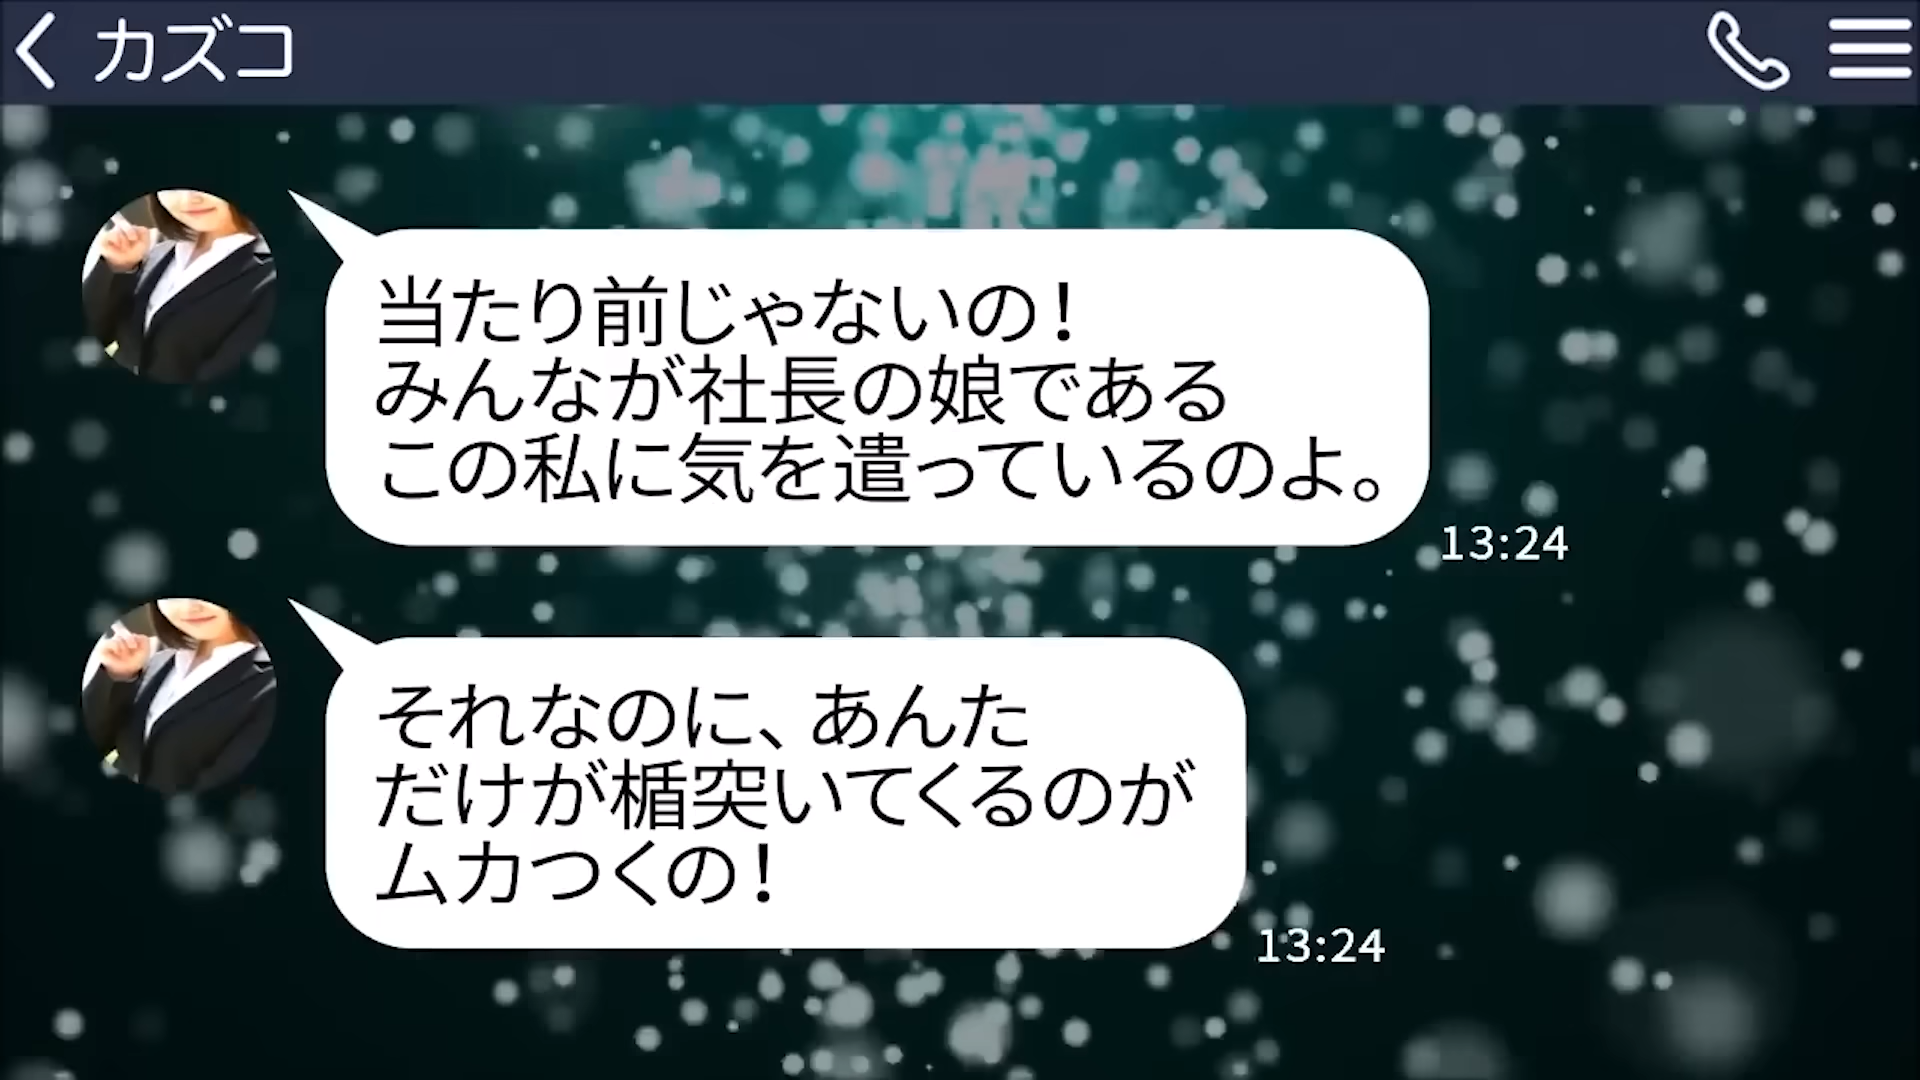 カズコ
当たり前じゃないの！
みんなが社長の娘である
この私に気を遣っているのよ。
13:24
それなのに、あんた
だけが楯突いてくるのが
ムカつくの！
13:24